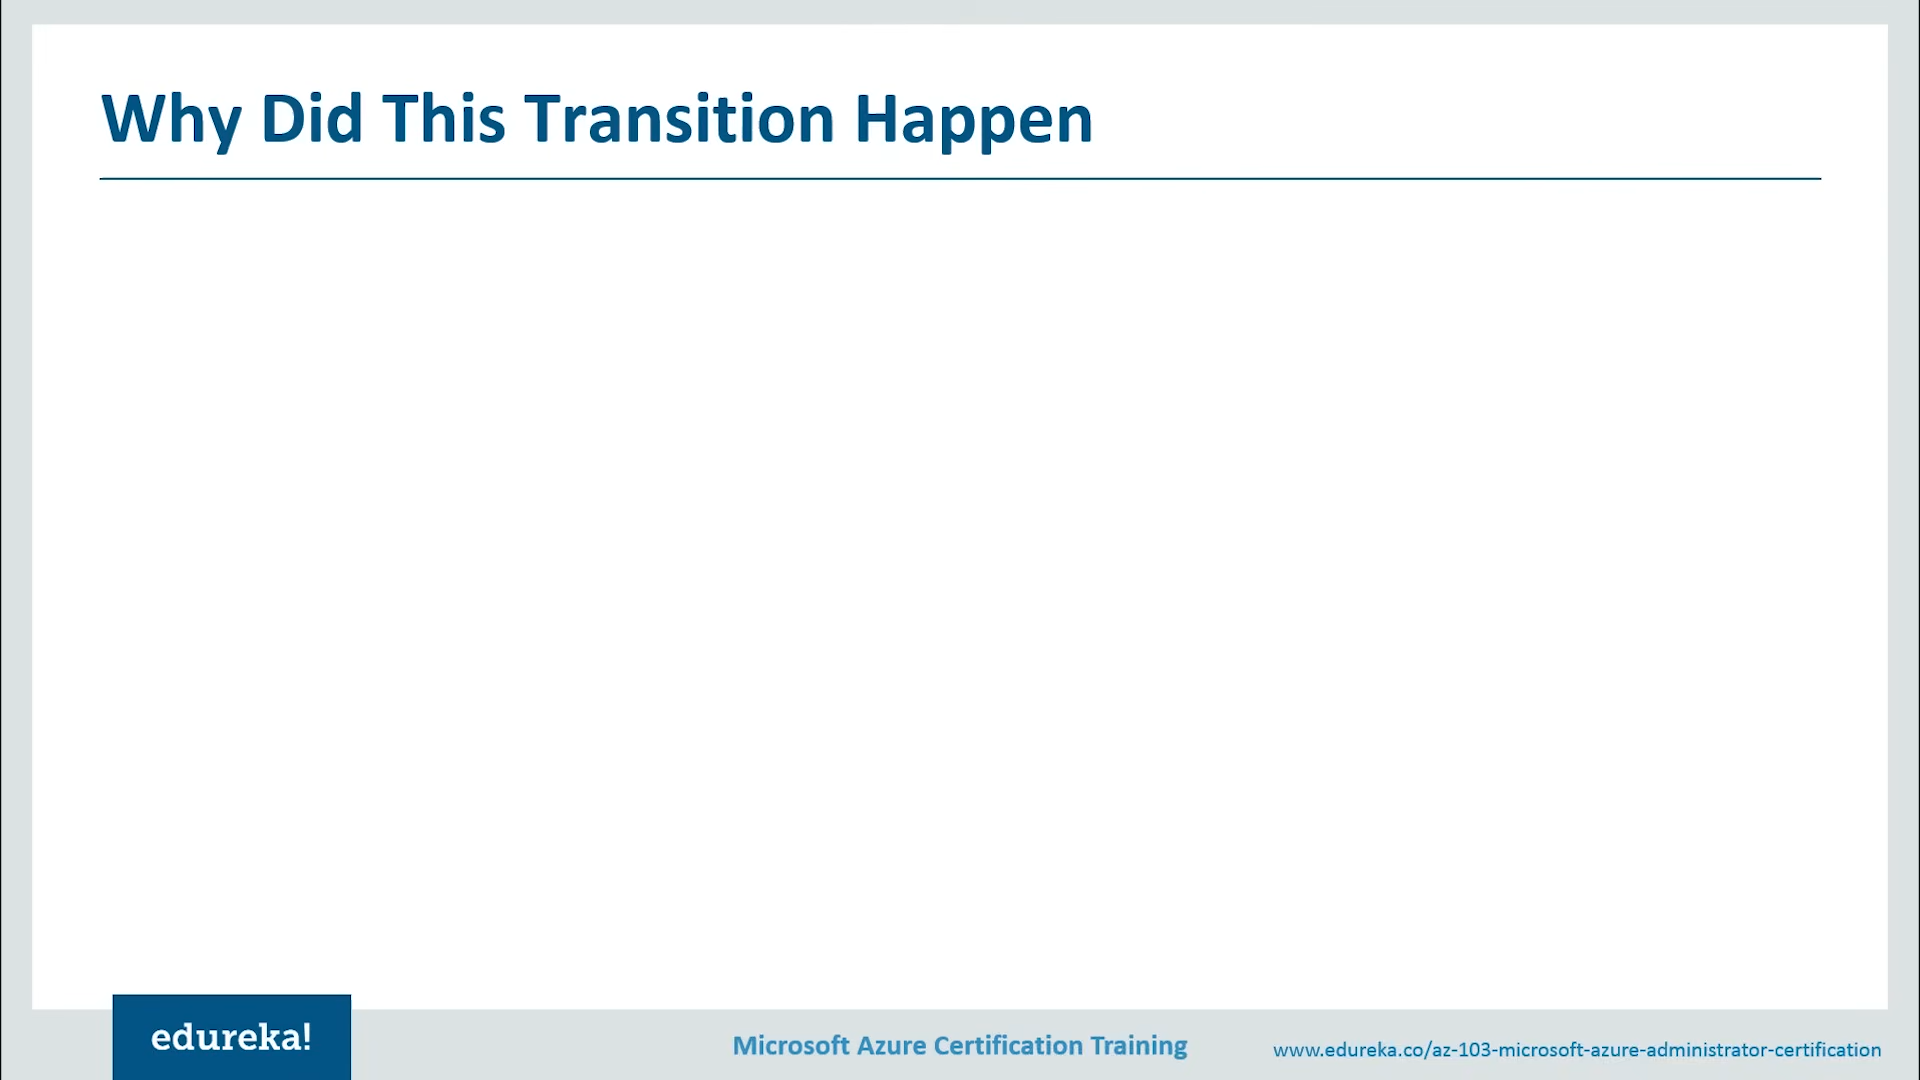 Why Did This Transition Happen
edureka!
Microsoft Azure Certification Training
www.edureka.co/az-103-microsoft-azure-administrator-certification